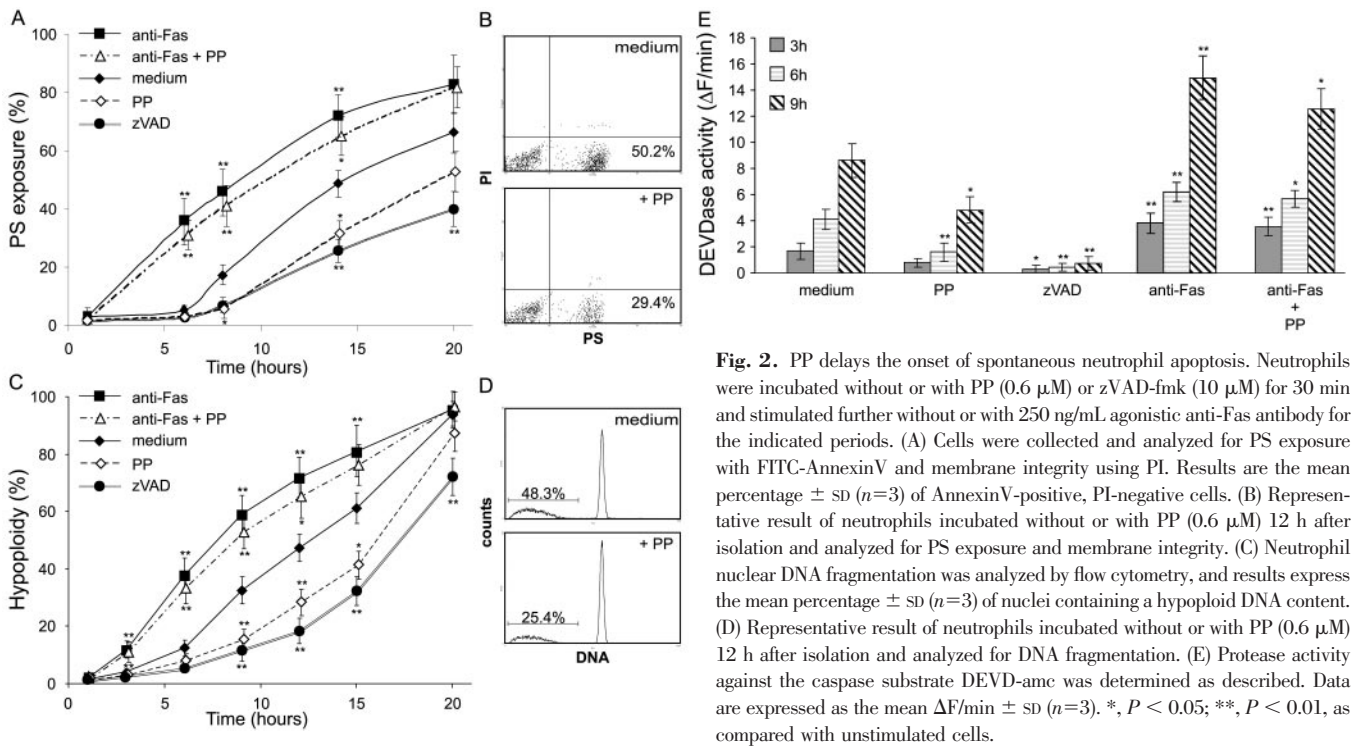 A
100
80
60
40
20
0
PS exposure (%)
anti-Fas
anti-Fas + PP
medium
PP
zVAD
**
**
**
**
**
*
*
**
*
**
0
5
10
15
20
Time (hours)
B
medium
50.2%
+ PP
29.4%
PI
PS
C
100
80
60
40
20
0
Hypoploidy (%)
anti-Fas
anti-Fas + PP
medium
PP
zVAD
**
*
**
**
**
**
**
**
**
*
**
**
**
*
**
**
0
5
10
15
20
Time (hours)
D
medium
48.3%
+ PP
25.4%
counts
DNA
E
18
16
14
12
10
8
6
4
2
0
DEVDase activity (ΔF/min)
3h
6h
9h
**
*
*
**
**
**
**
**
**
*
*
medium
PP
zVAD
anti-Fas
anti-Fas
+
PP
Fig. 2. PP delays the onset of spontaneous neutrophil apoptosis. Neutrophils
were incubated without or with PP (0.6 μM) or zVAD-fmk (10 μM) for 30 min
and stimulated further without or with 250 ng/mL agonistic anti-Fas antibody for
the indicated periods. (A) Cells were collected and analyzed for PS exposure
with FITC-AnnexinV and membrane integrity using PI. Results are the mean
percentage ± SD (n=3) of AnnexinV-positive, PI-negative cells. (B) Represen-
tative result of neutrophils incubated without or with PP (0.6 μM) 12 h after
isolation and analyzed for PS exposure and membrane integrity. (C) Neutrophil
nuclear DNA fragmentation was analyzed by flow cytometry, and results express
the mean percentage ± SD (n=3) of nuclei containing a hypoploid DNA content.
(D) Representative result of neutrophils incubated without or with PP (0.6 μM)
12 h after isolation and analyzed for DNA fragmentation. (E) Protease activity
against the caspase substrate DEVD-amc was determined as described. Data
are expressed as the mean ΔF/min ± SD (n=3). *, P < 0.05; **, P < 0.01, as
compared with unstimulated cells.